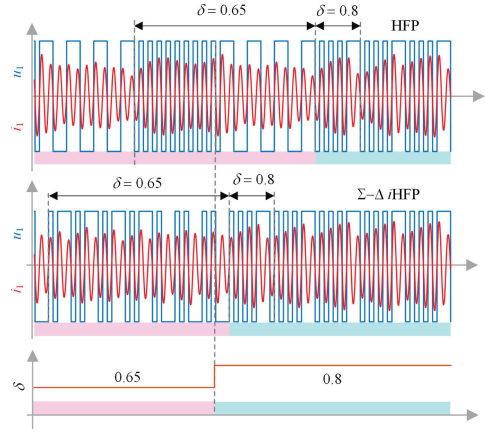 δ = 0.65 δ = 0.8 HFP
u₁
i₁
δ = 0.65 δ = 0.8 Σ−Δ iHFP
u₁
i₁
δ 0.65 0.8